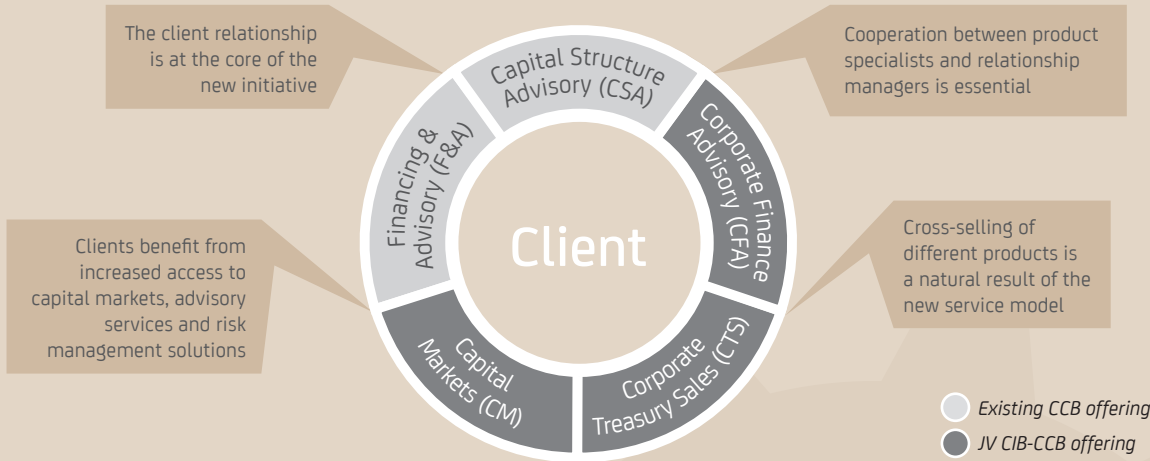 The client relationship
is at the core of the
new initiative
Capital Structure
Advisory (CSA)
Cooperation between product
specialists and relationship
managers is essential
Financing &
Advisory (F&A)
Corporate Finance
Advisory (CFA)
Client
Clients benefit from
increased access to
capital markets, advisory
services and risk
management solutions
Cross-selling of
different products is
a natural result of the
new service model
Capital
Markets (CM)
Corporate
Treasury Sales (CTS)
Existing CCB offering
JV CIB-CCB offering